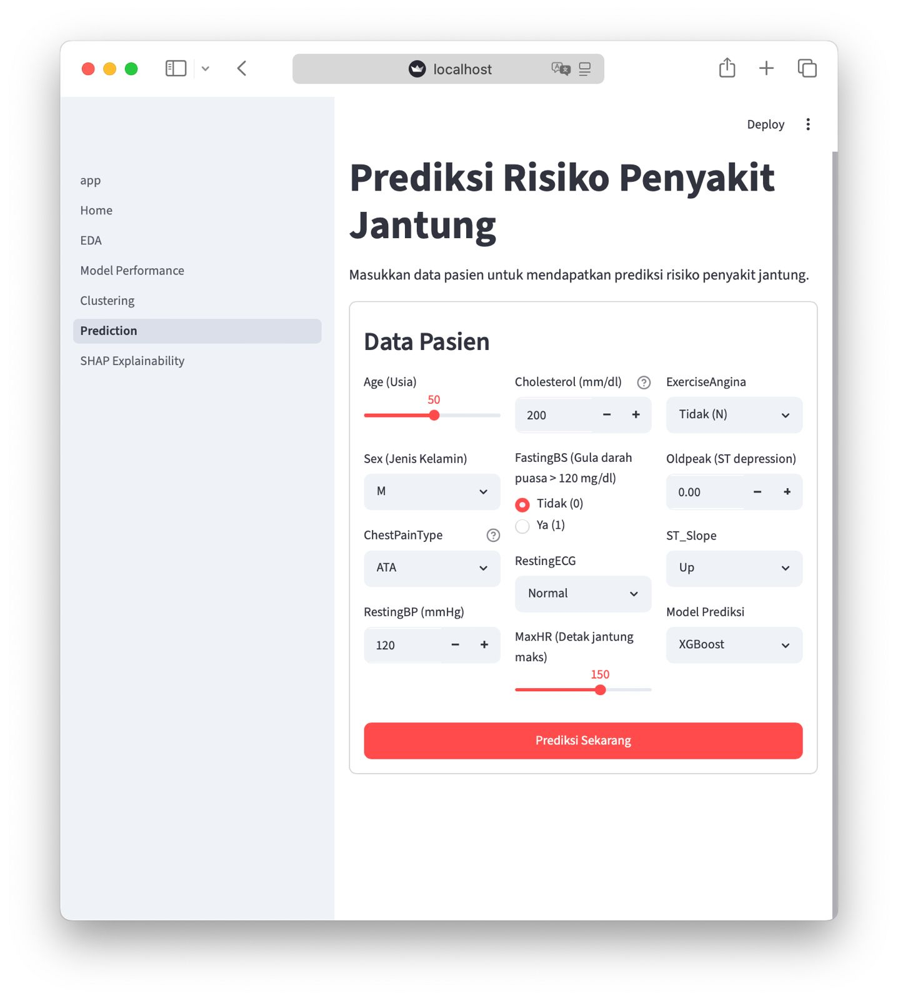 localhost
Deploy
app
Home
EDA
Model Performance
Clustering
Prediction
SHAP Explainability
Prediksi Risiko Penyakit
Jantung
Masukkan data pasien untuk mendapatkan prediksi risiko penyakit jantung.
Data Pasien
Age (Usia)
50
Sex (Jenis Kelamin)
M
ChestPainType
ATA
RestingBP (mmHg)
120
Cholesterol (mm/dl)
200
FastingBS (Gula darah
puasa > 120 mg/dl)
Tidak (0)
Ya (1)
RestingECG
Normal
MaxHR (Detak jantung
maks)
150
ExerciseAngina
Tidak (N)
Oldpeak (ST depression)
0.00
ST_Slope
Up
Model Prediksi
XGBoost
Prediksi Sekarang